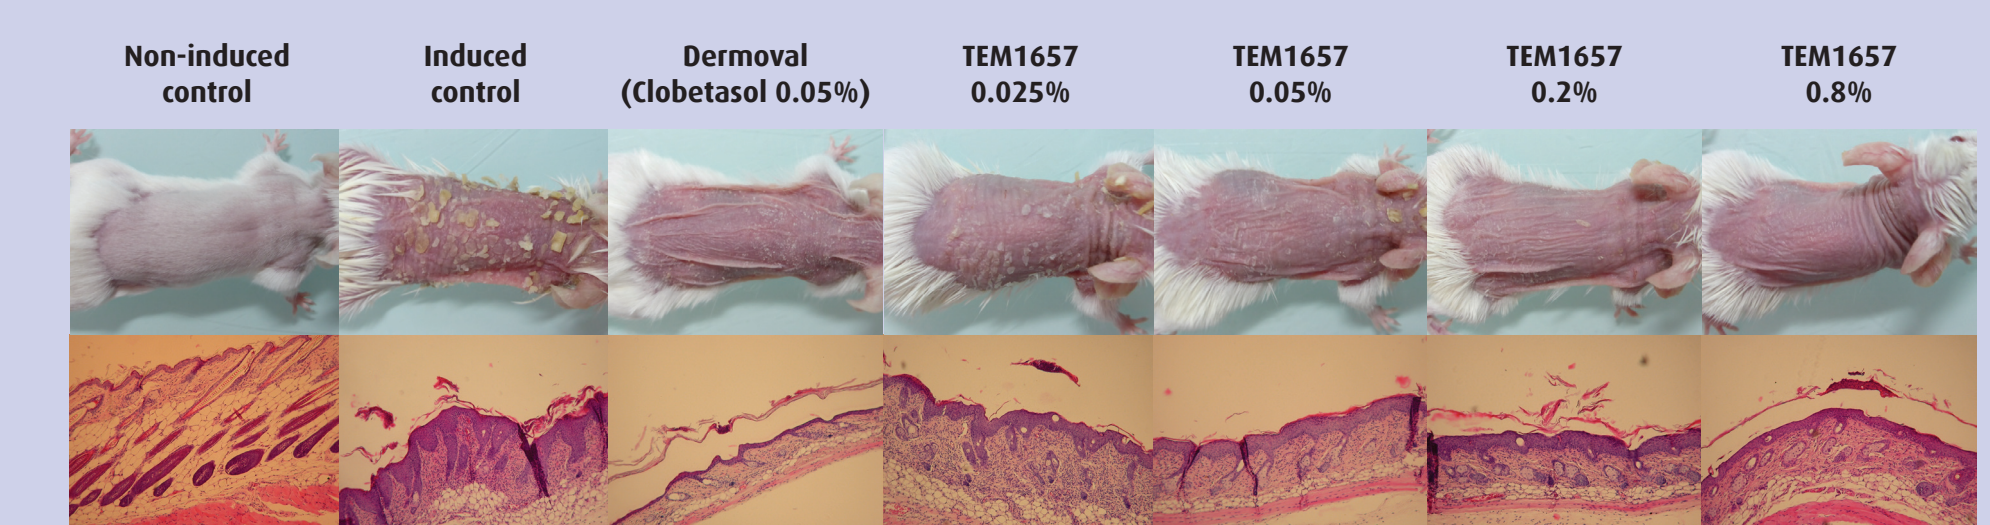 Non-induced
control
Induced
control
Dermoval
(Clobetasol 0.05%)
TEM1657
0.025%
TEM1657
0.05%
TEM1657
0.2%
TEM1657
0.8%